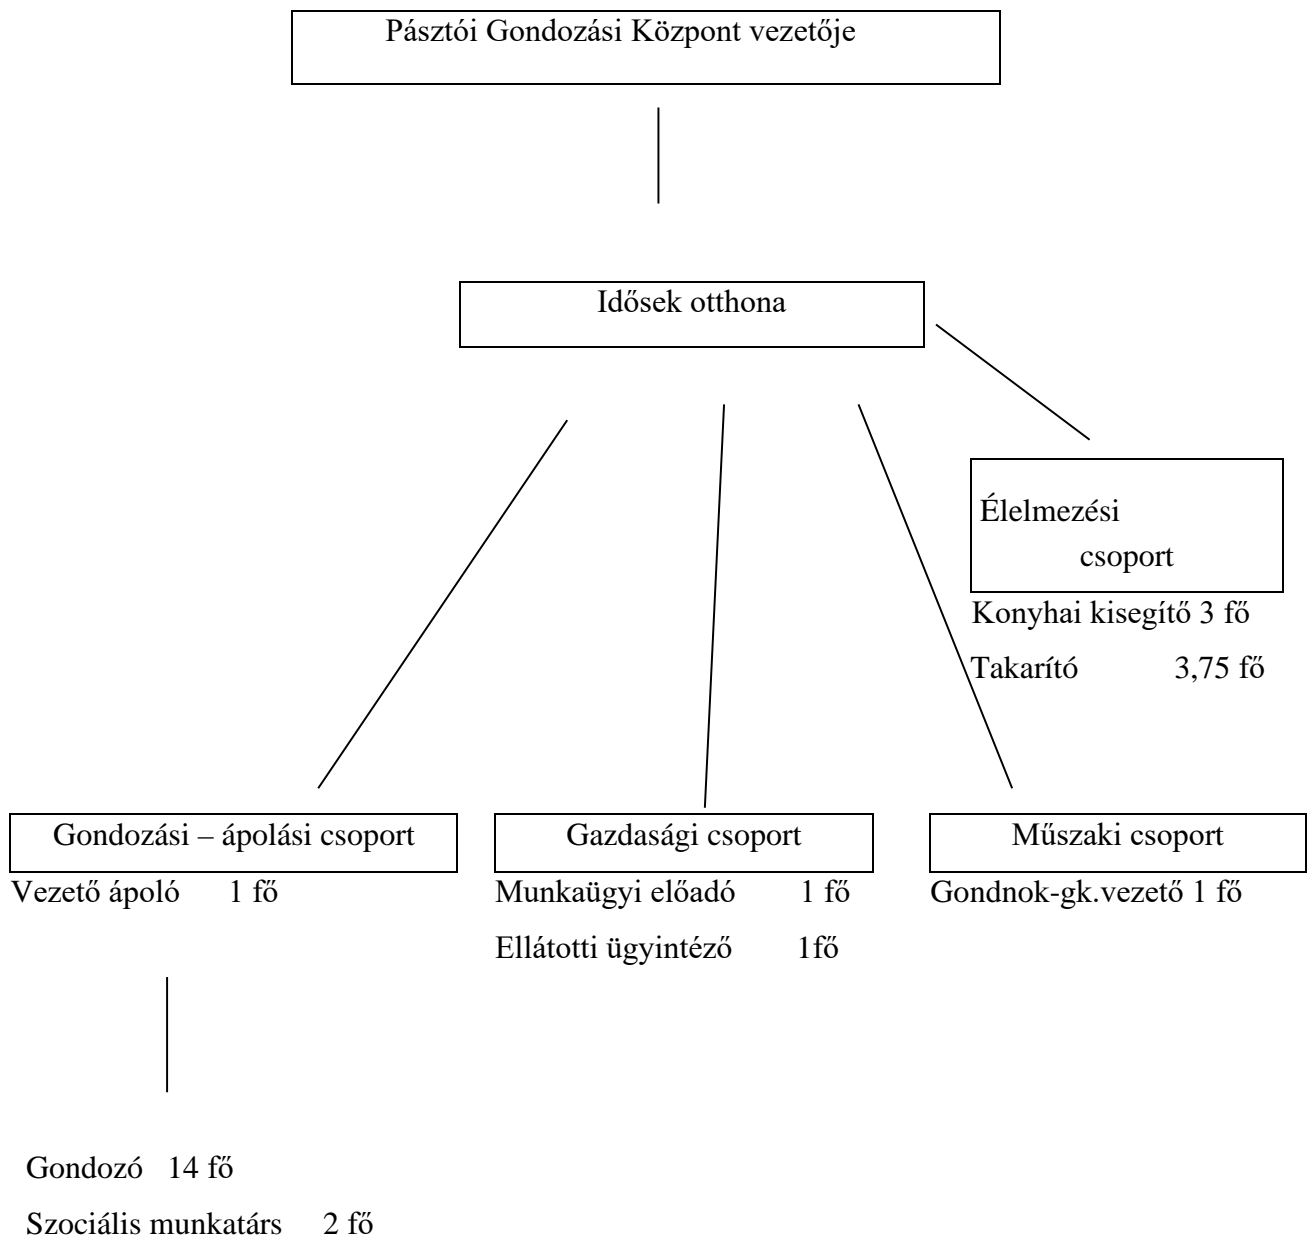 Pásztói Gondozási Központ vezetője
Idősek otthona
Élelmezési
csoport
Konyhai kisegítő 3 fő
Takarító 3,75 fő
Gondozási – ápolási csoport
Vezető ápoló 1 fő
Gazdasági csoport
Munkaügyi előadó 1 fő
Ellátotti ügyintéző 1fő
Műszaki csoport
Gondnok-gk.vezető 1 fő
Gondozó 14 fő
Szociális munkatárs 2 fő